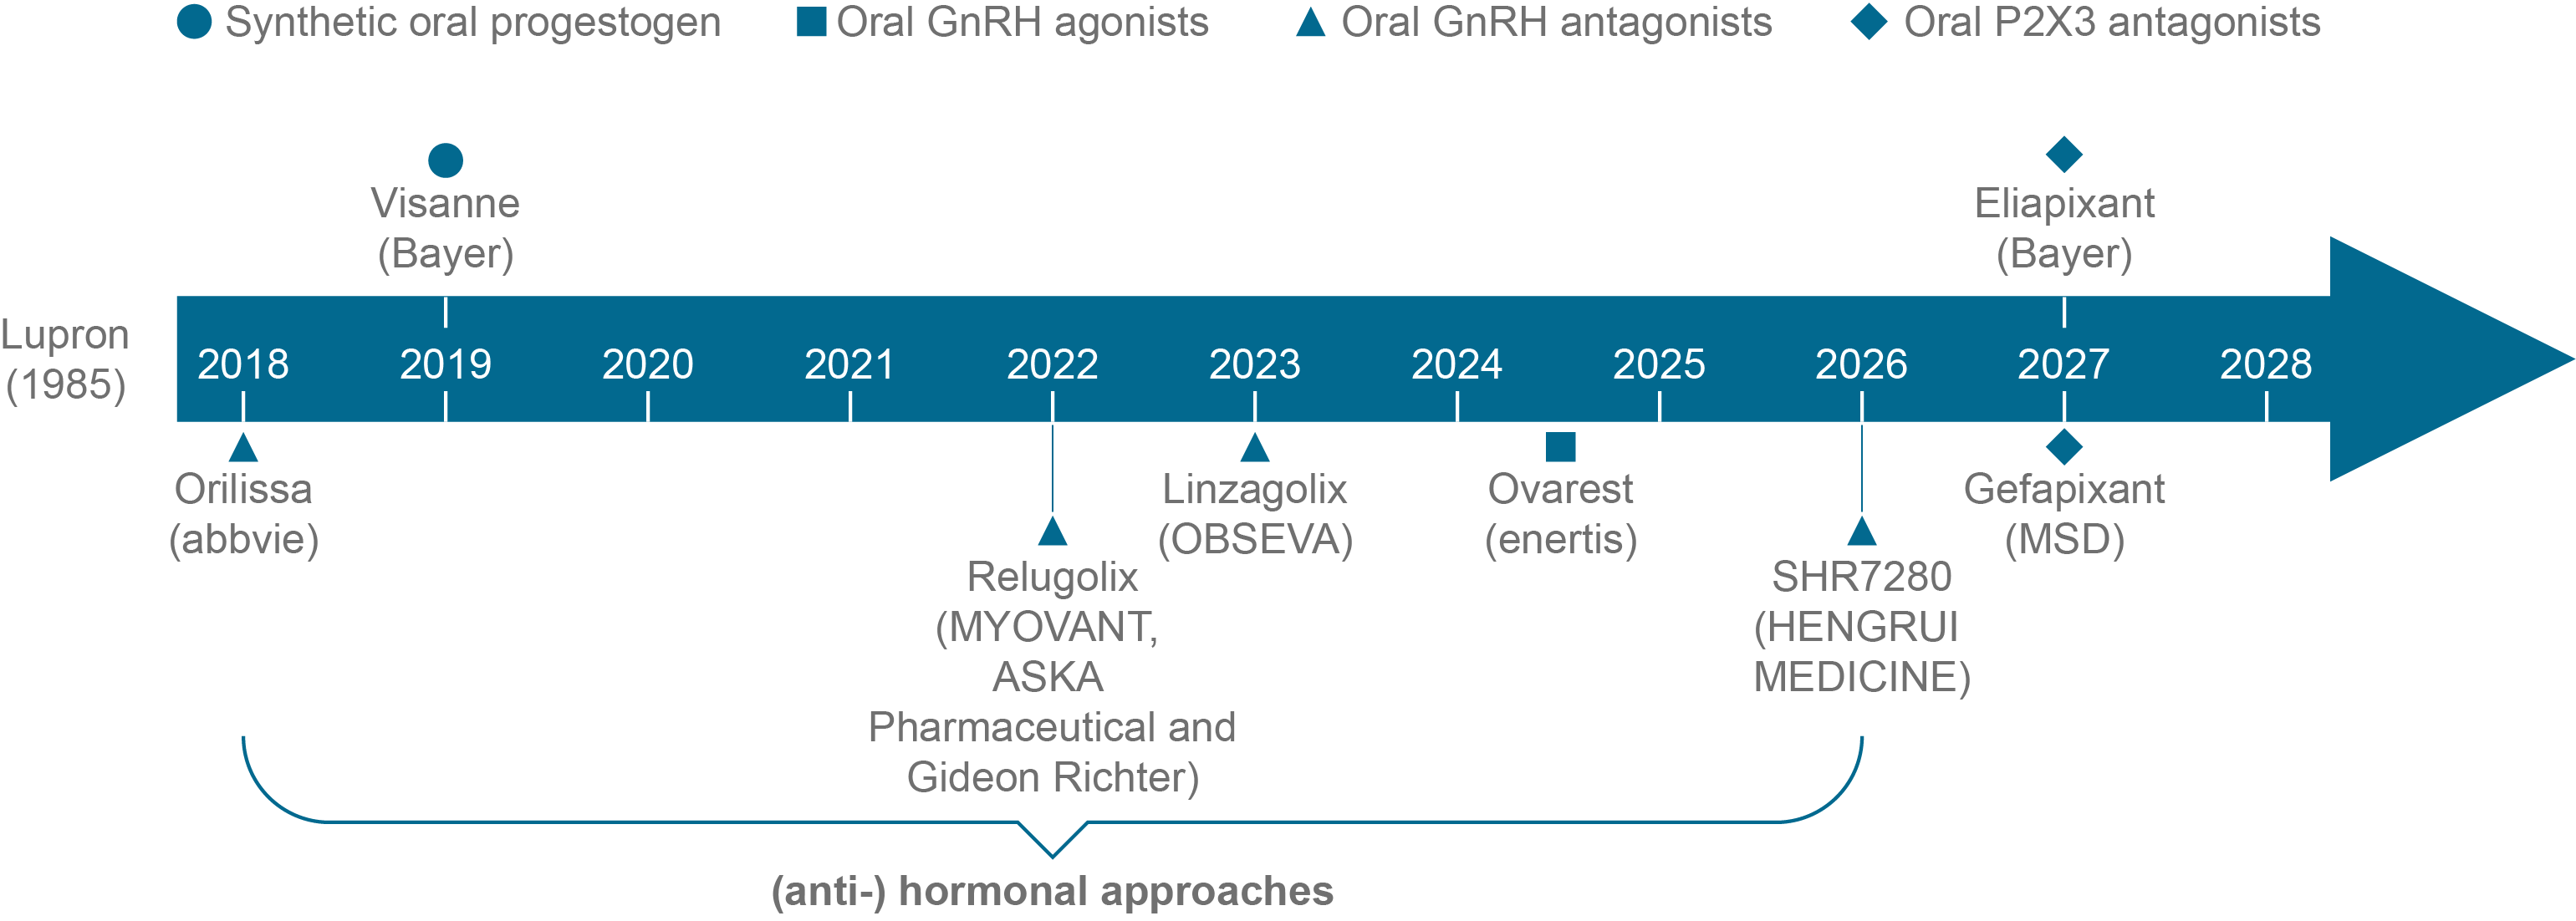 Synthetic oral progestogen
Oral GnRH agonists
Oral GnRH antagonists
Oral P2X3 antagonists
Visanne
(Bayer)
Eliapixant
(Bayer)
Lupron
(1985)
2018 2019 2020 2021 2022 2023 2024 2025 2026 2027 2028
Orilissa
(abbvie)
Relugolix
(MYOVANT,
ASKA
Pharmaceutical and
Gideon Richter)
Linzagolix
(OBSEVA)
Ovarest
(enertis)
SHR7280
(HENGRUI
MEDICINE)
Gefapixant
(MSD)
(anti-) hormonal approaches